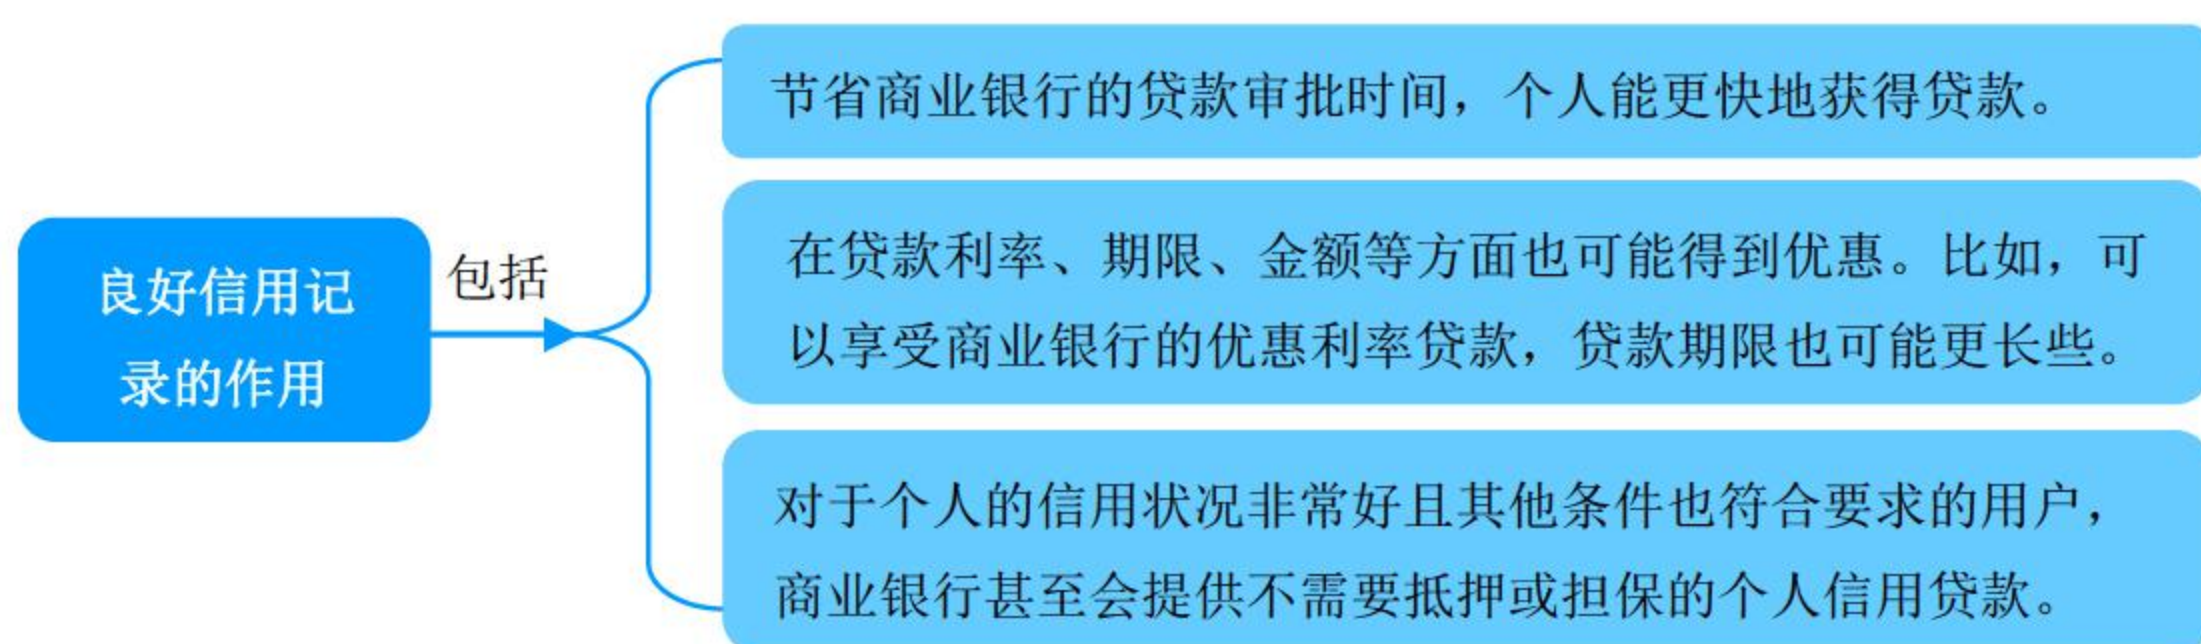 良好信用记
录的作用
包括
节省商业银行的贷款审批时间，个人能更快地获得贷款。
在贷款利率、期限、金额等方面也可能得到优惠。比如，可
以享受商业银行的优惠利率贷款，贷款期限也可能更长些。
对于个人的信用状况非常好且其他条件也符合要求的用户，
商业银行甚至会提供不需要抵押或担保的个人信用贷款。